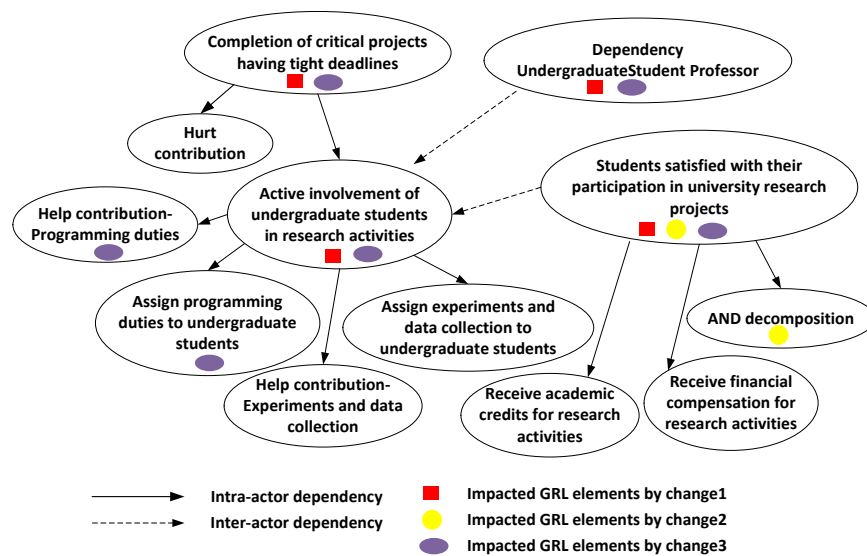 Completion of critical projects
having tight deadlines
Dependency
UndergraduateStudent Professor
Hurt
contribution
Students satisfied with their
participation in university research
projects
Active involvement of
undergraduate students
in research activities
Help contribution-
Programming duties
Assign programming
duties to undergraduate
students
Assign experiments and
data collection to
undergraduate students
AND decomposition
Help contribution-
Experiments and data
collection
Receive academic
credits for research
activities
Receive financial
compensation for
research activities
Intra-actor dependency
Impacted GRL elements by change1
Inter-actor dependency
Impacted GRL elements by change2
Impacted GRL elements by change3